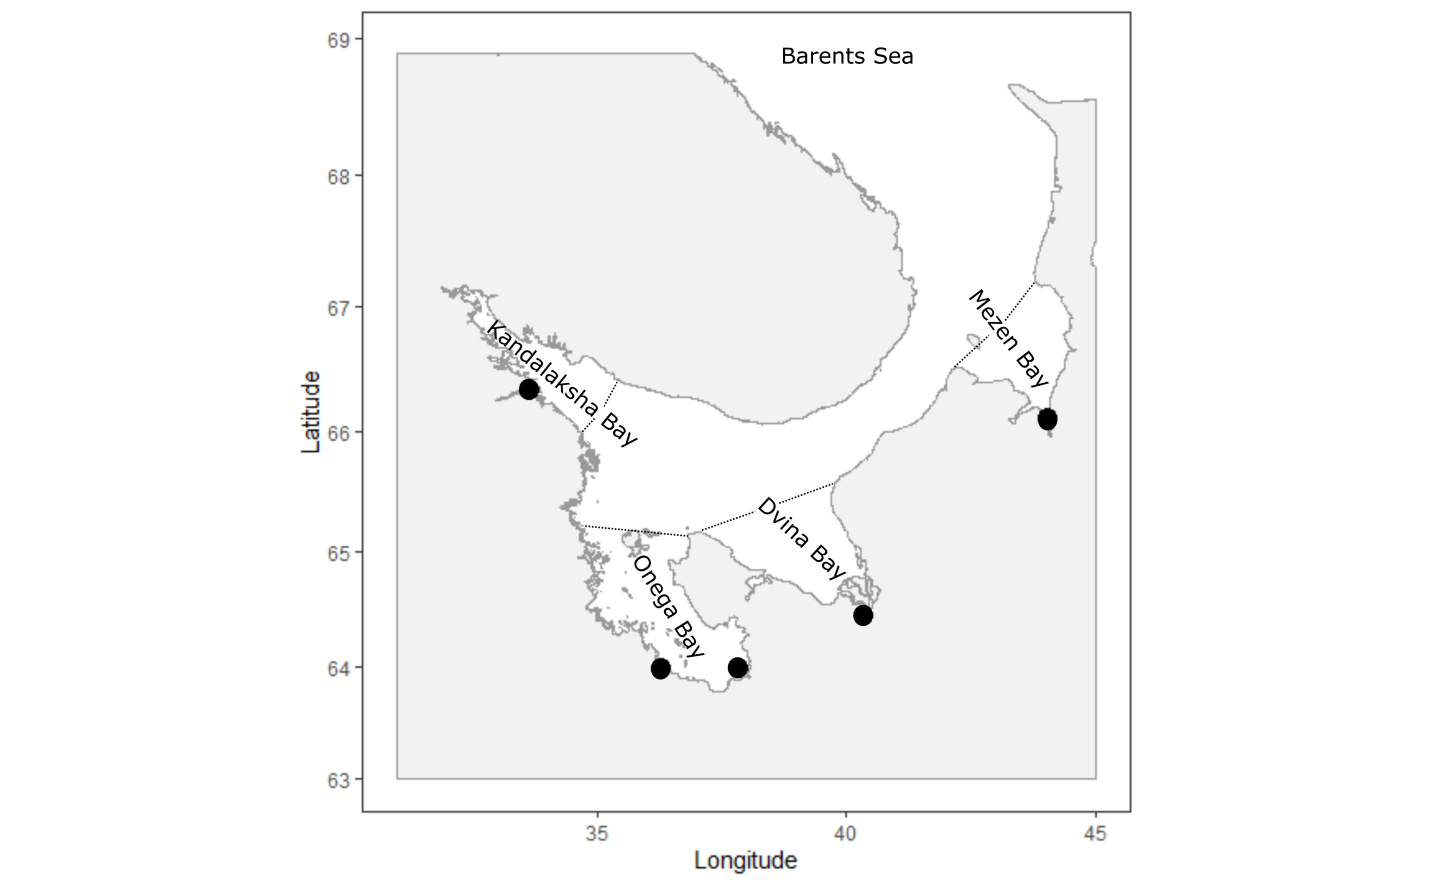 69
Barents Sea
68
67
66
65
64
63
Latitude
Kandalaksha Bay
Mezen Bay
Dvina Bay
Onega Bay
35
40
45
Longitude